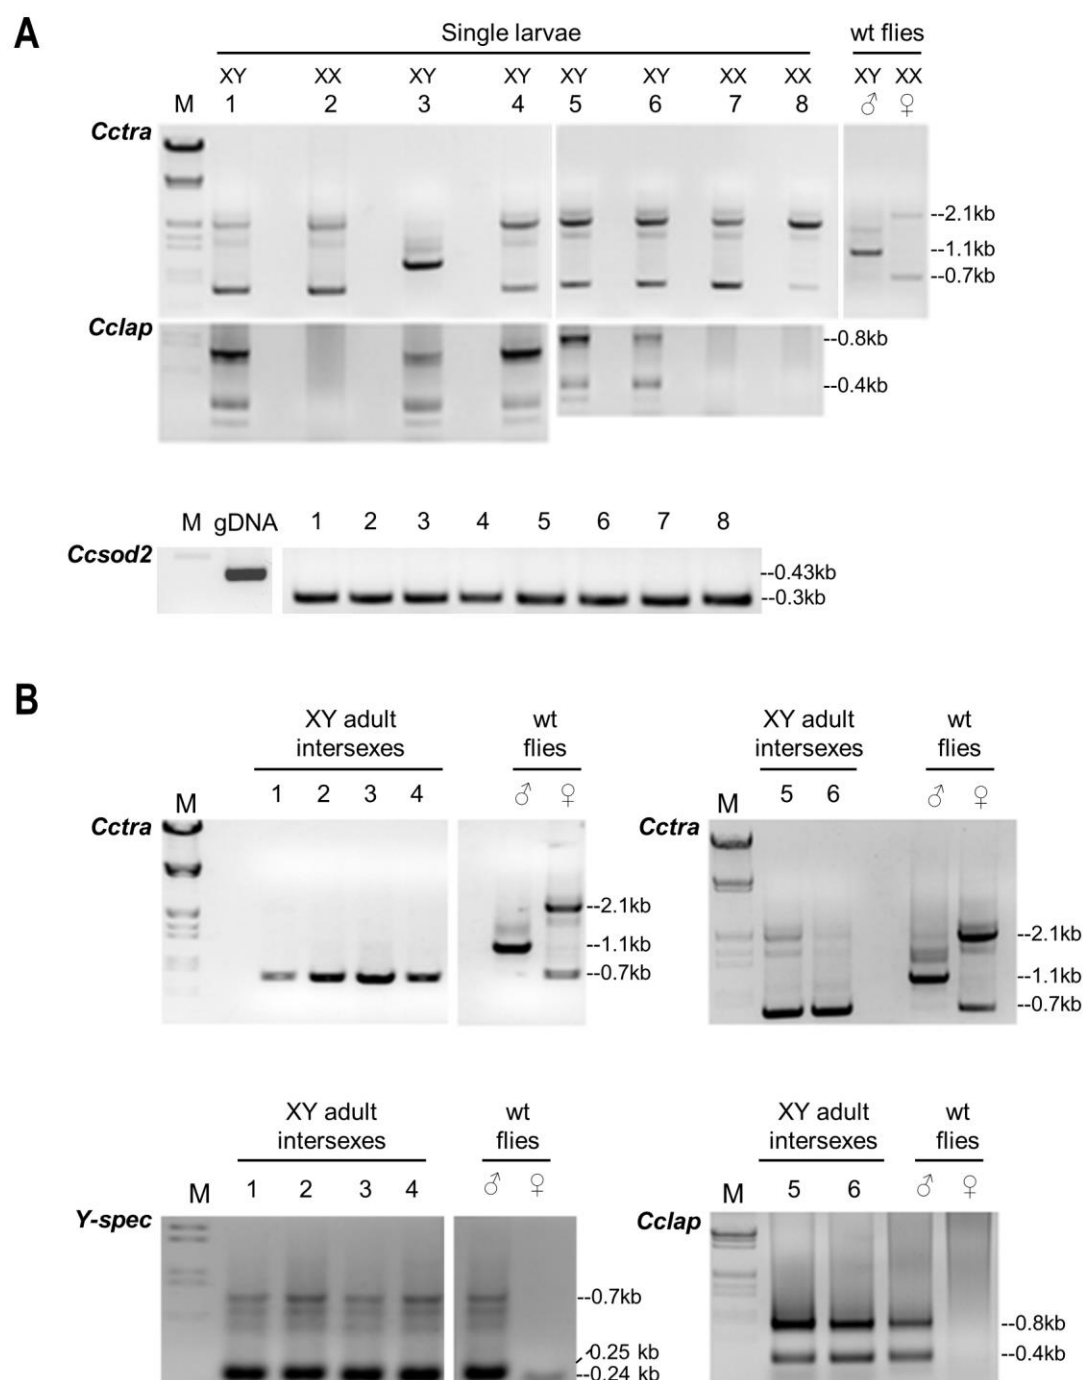 A
Single larvae
wt flies
XY XX XY XY XY XY XX XX XY XX
M 1 2 3 4 5 6 7 8 ♂ ♀
Cctra
--2.1kb
--1.1kb
--0.7kb
Cclap
--0.8kb
--0.4kb
M gDNA 1 2 3 4 5 6 7 8
Ccsod2
--0.43kb
--0.3kb
B
XY adult
intersexes
wt
flies
M 1 2 3 4 ♂ ♀
Cctra
--2.1kb
--1.1kb
--0.7kb
XY adult
intersexes
wt
flies
M 5 6 ♂ ♀
Cctra
--2.1kb
--1.1kb
--0.7kb
XY adult
intersexes
wt
flies
M 1 2 3 4 ♂ ♀
Y-spec
--0.7kb
0.25 kb
--0.24 kb
XY adult
intersexes
wt
flies
M 5 6 ♂ ♀
Cclap
--0.8kb
--0.4kb